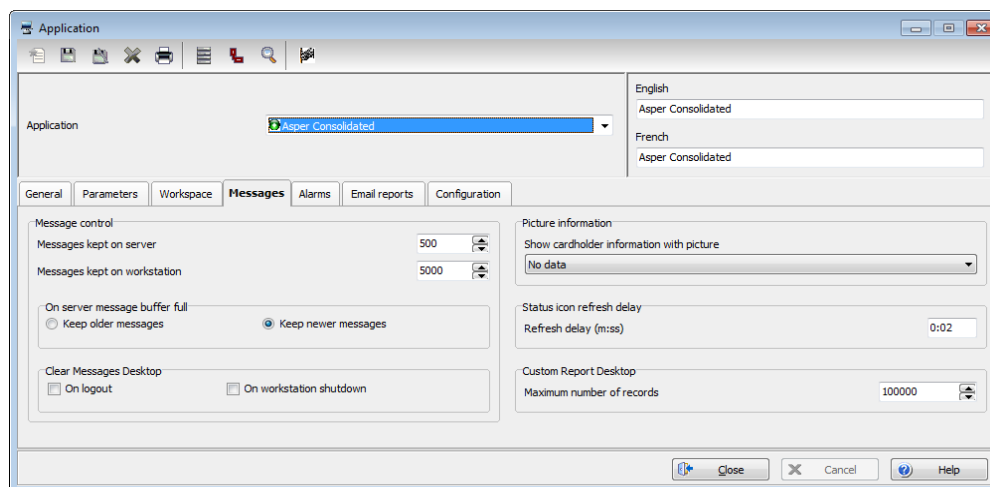 Application
English
Asper Consolidated
Application
Asper Consolidated
French
Asper Consolidated
General Parameters Workspace Messages Alarms Email reports Configuration
Message control
Messages kept on server 500
Messages kept on workstation 5000
On server message buffer full
Keep older messages Keep newer messages
Clear Messages Desktop
On logout On workstation shutdown
Picture information
Show cardholder information with picture
No data
Status icon refresh delay
Refresh delay (m:ss) 0:02
Custom Report Desktop
Maximum number of records 100000
Close Cancel Help